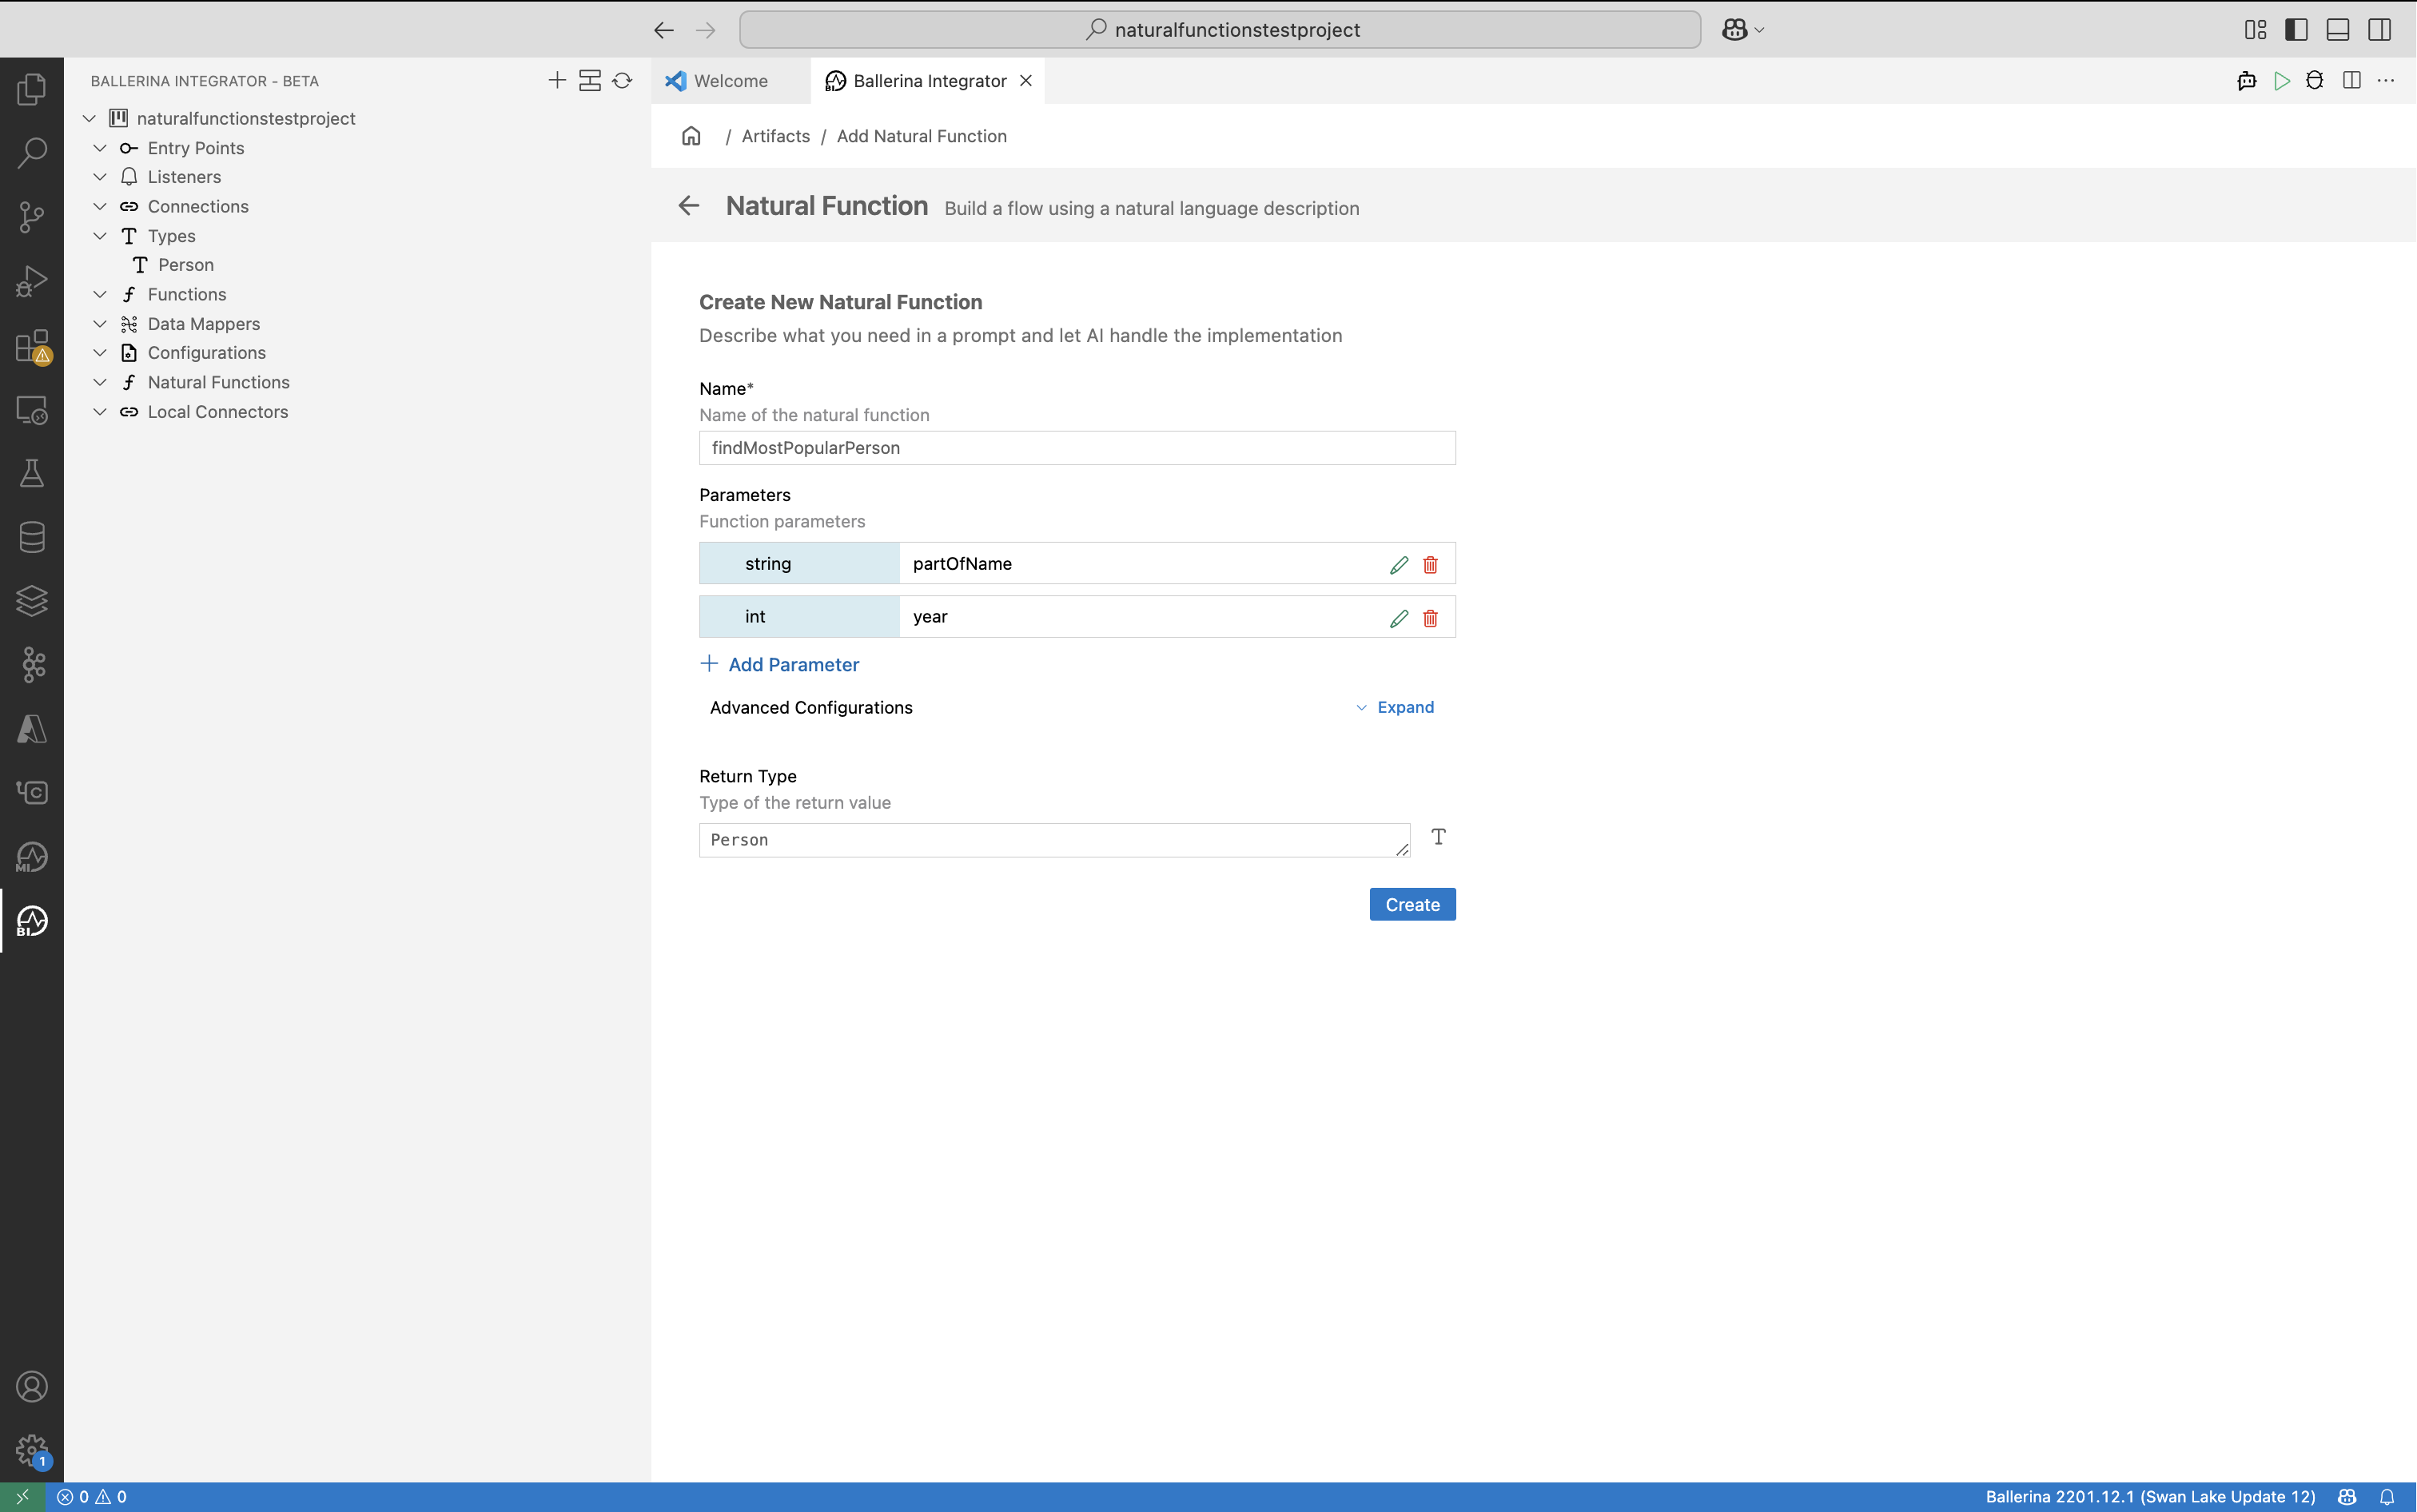 naturalfunctionstestproject
BALLERINA INTEGRATOR - BETA
naturalfunctionstestproject
Entry Points
Listeners
Connections
Types
Person
Functions
Data Mappers
Configurations
Natural Functions
Local Connectors
Welcome
Ballerina Integrator
/ Artifacts / Add Natural Function
Natural Function Build a flow using a natural language description
Create New Natural Function
Describe what you need in a prompt and let AI handle the implementation
Name*
Name of the natural function
findMostPopularPerson
Parameters
Function parameters
string partOfName
int year
Add Parameter
Advanced Configurations Expand
Return Type
Type of the return value
Person
Create
MI
BI
1
0 0
Ballerina 2201.12.1 (Swan Lake Update 12)